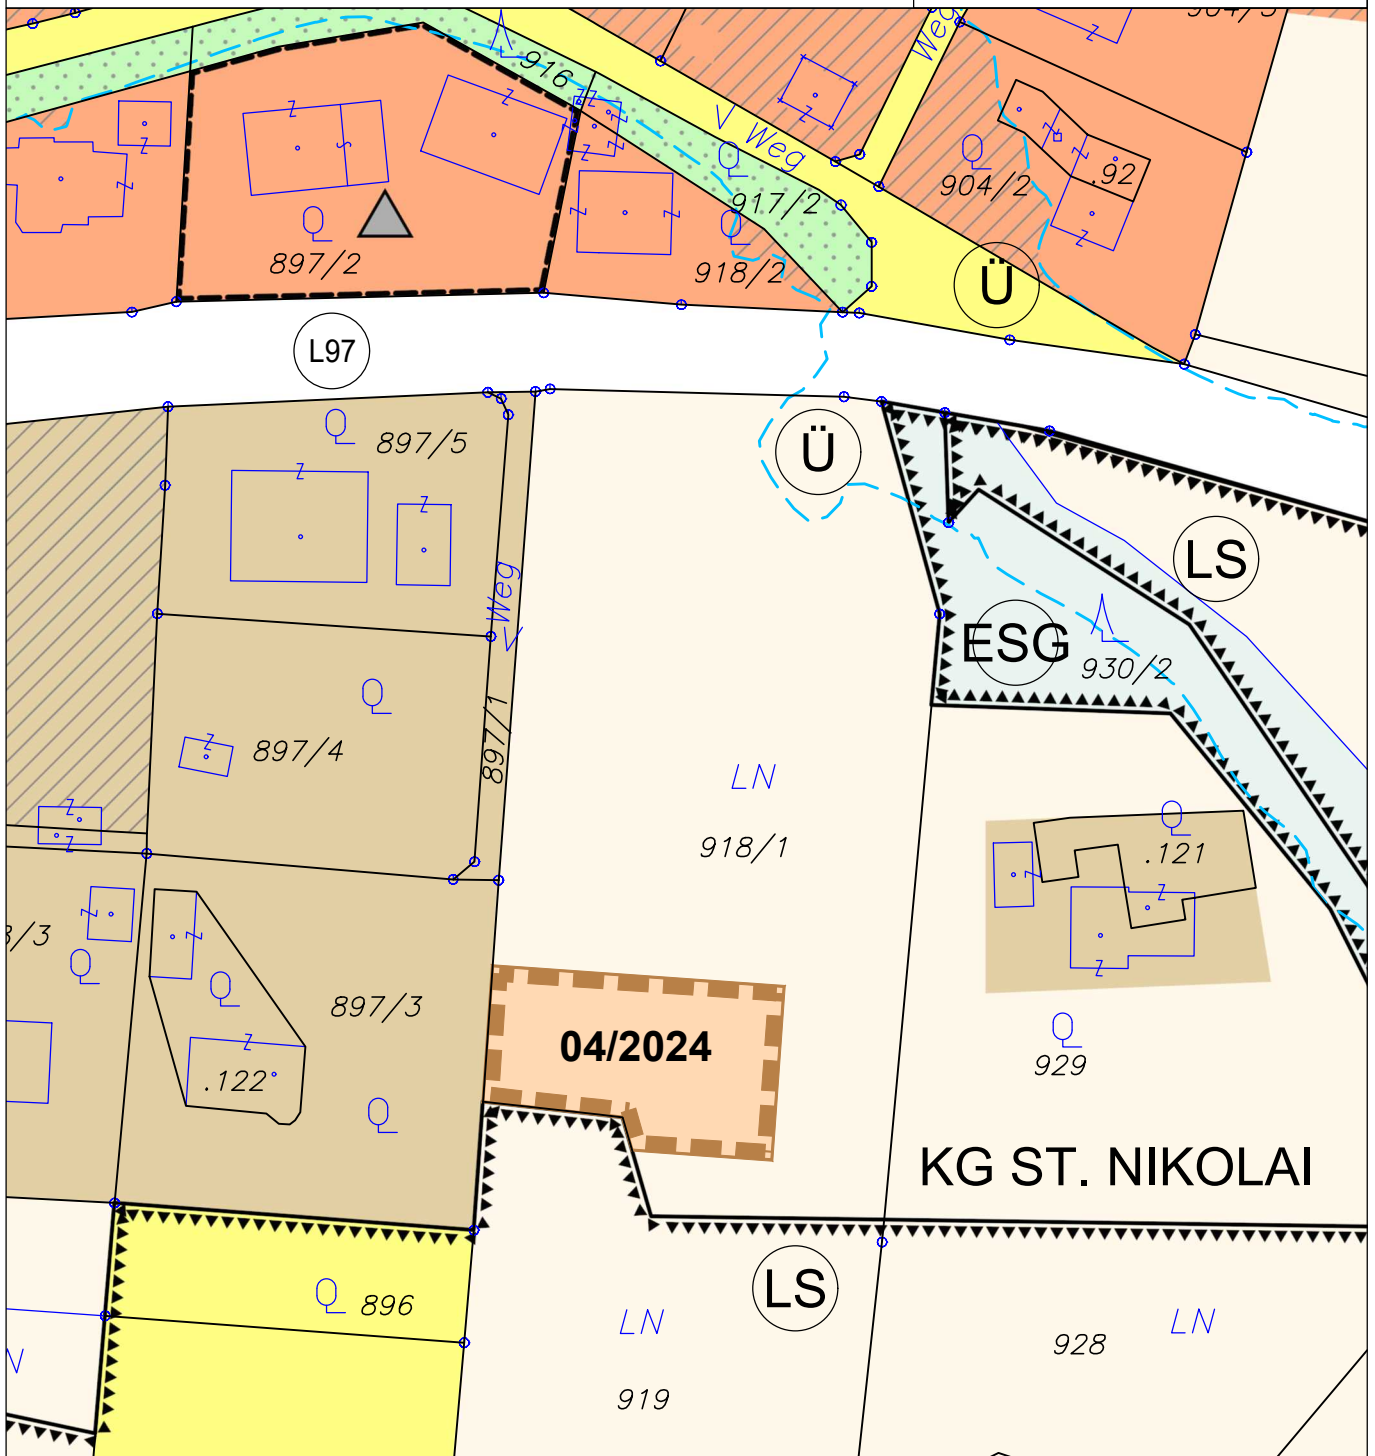 916
Weg
904/3
V Weg
917/2
904/2
.92
897/2
918/2
Ü
L97
897/5
Ü
LS
<Weg
ESG
930/2
897/1
897/4
LN
918/1
.121
3/3
897/3
04/2024
929
.122
KG ST. NIKOLAI
LS
896
LN
LN
928
N
919